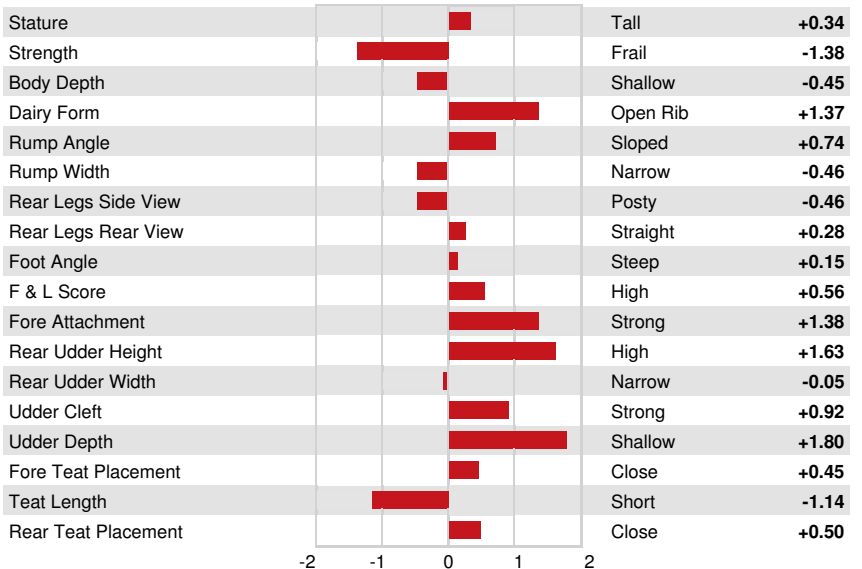 Stature Tall +0.34
Strength Frail -1.38
Body Depth Shallow -0.45
Dairy Form Open Rib +1.37
Rump Angle Sloped +0.74
Rump Width Narrow -0.46
Rear Legs Side View Posty -0.46
Rear Legs Rear View Straight +0.28
Foot Angle Steep +0.15
F & L Score High +0.56
Fore Attachment Strong +1.38
Rear Udder Height High +1.63
Rear Udder Width Narrow -0.05
Udder Cleft Strong +0.92
Udder Depth Shallow +1.80
Fore Teat Placement Close +0.45
Teat Length Short -1.14
Rear Teat Placement Close +0.50
-2 -1 0 1 2